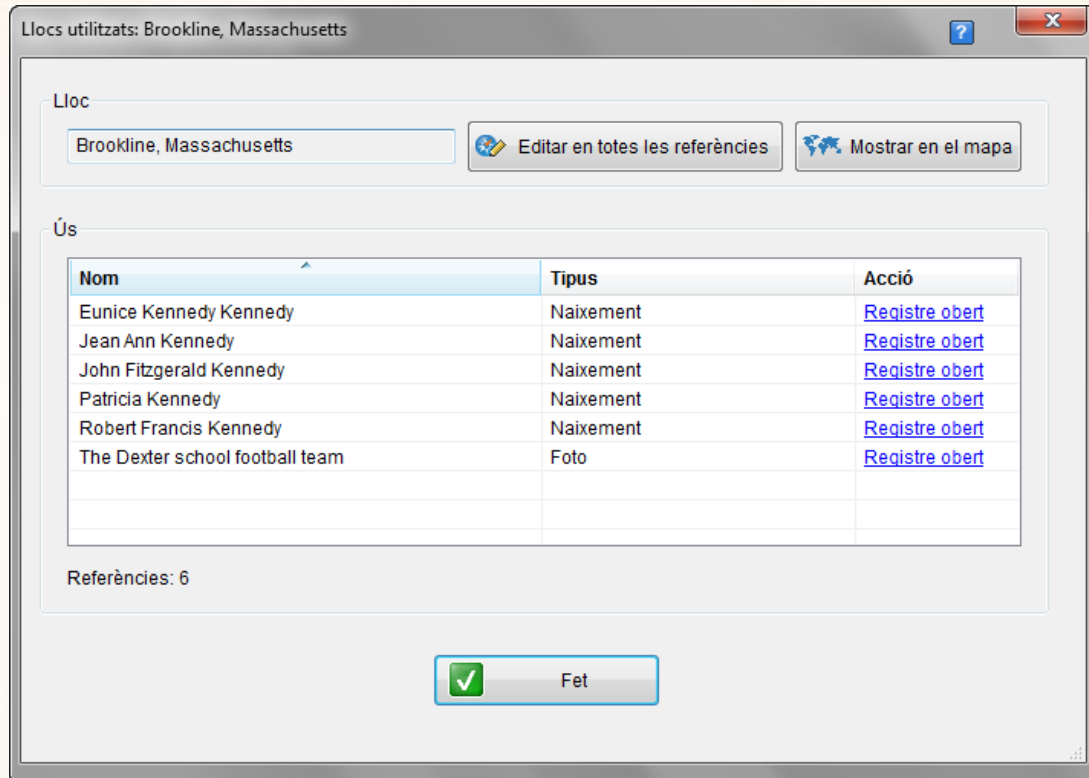 Llocs utilitzats: Brookline, Massachusetts
Lloc
Brookline, Massachusetts Editar en totes les referències Mostrar en el mapa
Ús
Nom Tipus Acció
Eunice Kennedy Kennedy Naixement Registre obert
Jean Ann Kennedy Naixement Registre obert
John Fitzgerald Kennedy Naixement Registre obert
Patricia Kennedy Naixement Registre obert
Robert Francis Kennedy Naixement Registre obert
The Dexter school football team Foto Registre obert
Referències: 6
Fet